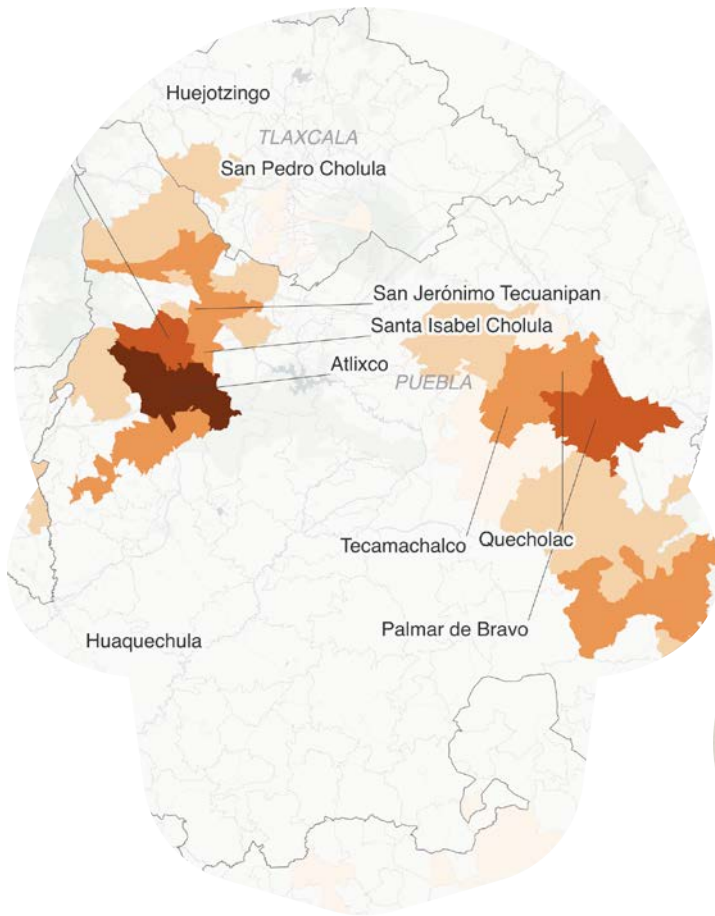 Huejotzingo
TLAXCALA
San Pedro Cholula
San Jerónimo Tecuanipan
Santa Isabel Cholula
Atlixco
PUEBLA
Tecamachalco
Quecholac
Palmar de Bravo
Huaquechula